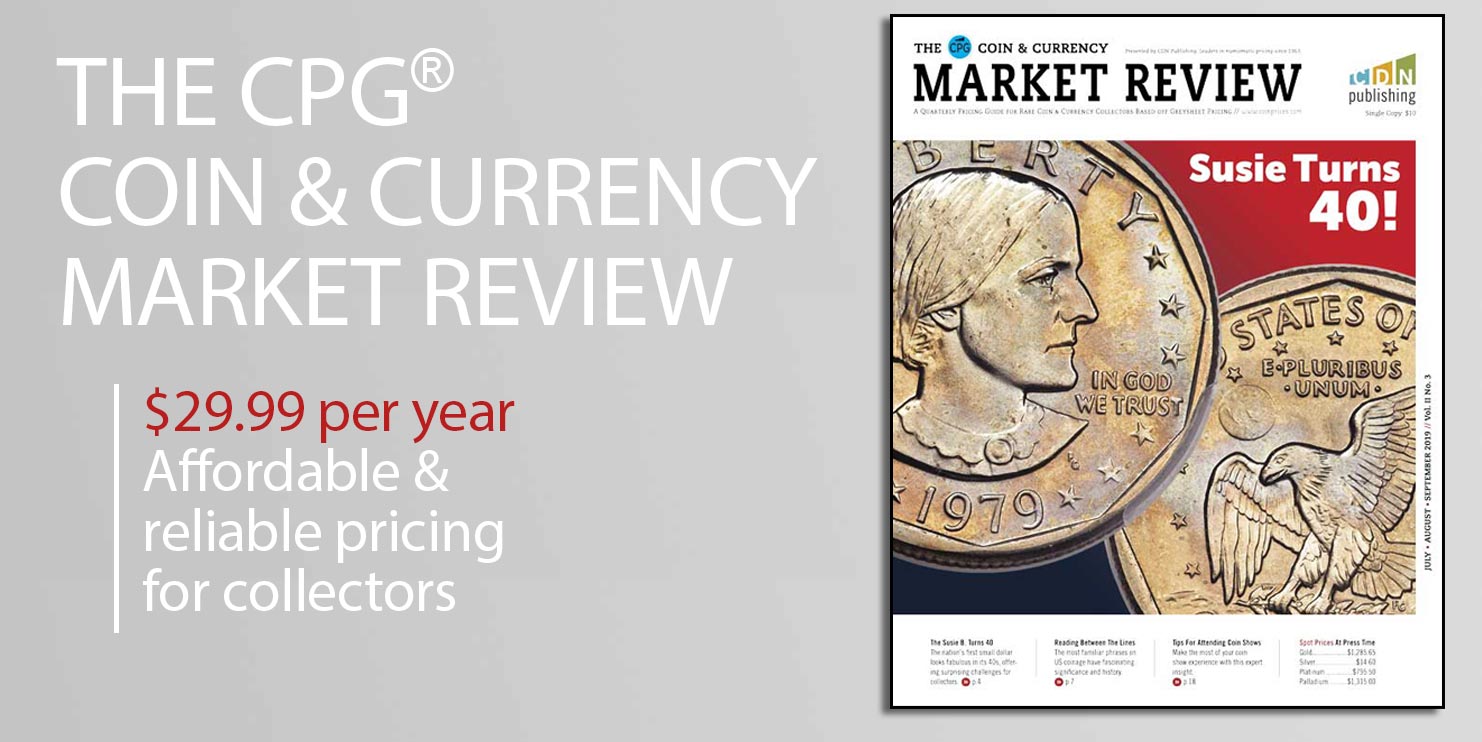 THE CPG®
COIN & CURRENCY
MARKET REVIEW
$29.99 per year
Affordable &
reliable pricing
for collectors
THE CPG COIN & CURRENCY
Presented by CDN Publishing. Leaders in numismatic pricing since 1963.
MARKET REVIEW
A Quarterly Pricing Guide for Rare Coin & Currency Collectors Based off Greysheet Pricing //
CDN
publishing
Single Copy $10
Susie Turns
40!
BERTY
IN GOD
WE TRUST
1979
STATES OF
E·PLURIBUS
·UNUM·
JULY • AUGUST • SEPTEMBER 2019 // Vol. II No. 3
The Susie B. Turns 40
The nation's first small dollar
looks fabulous in its 40s, offer-
ing surprising challenges for
collectors. p.4
Reading Between The Lines
The most familiar phrases on
US coinage have fascinating
significance and history.
p.7
Tips For Attending Coin Shows
Make the most of your coin
show experience with this expert
insight.
p.18
Spot Prices At Press Time
Gold..............$1,285.65
Silver..............$14.60
Platinum..............$795.50
Palladium..............$1,335.00